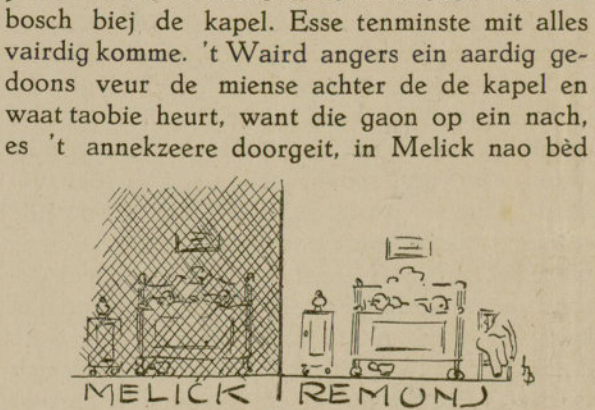 bosch biej de kapel. Esse tenminste mit alles
vairdig komme. 't Waird angers ein aardig ge-
doons veur de miense achter de de kapel en
waat taobie heurt, want die gaon op ein nach,
es 't annekzeere doorgeit, in Melick nao bèd
MELICK REMUNJ